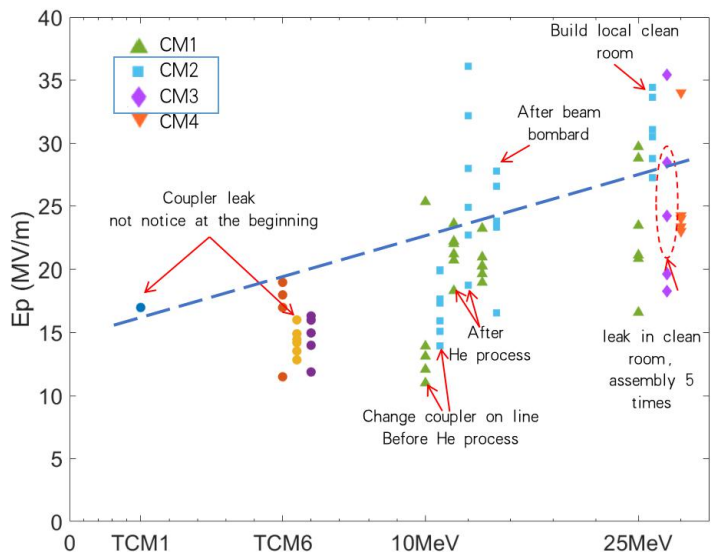 40
35
30
25
20
15
10
5
0
Ep (MV/m)
CM1
CM2
CM3
CM4
Build local clean
room
After beam
bombard
Coupler leak
not notice at the beginning
After
He process
leak in clean
room,
assembly 5
times
Change coupler on line
Before He process
0
TCM1
TCM6
10MeV
25MeV